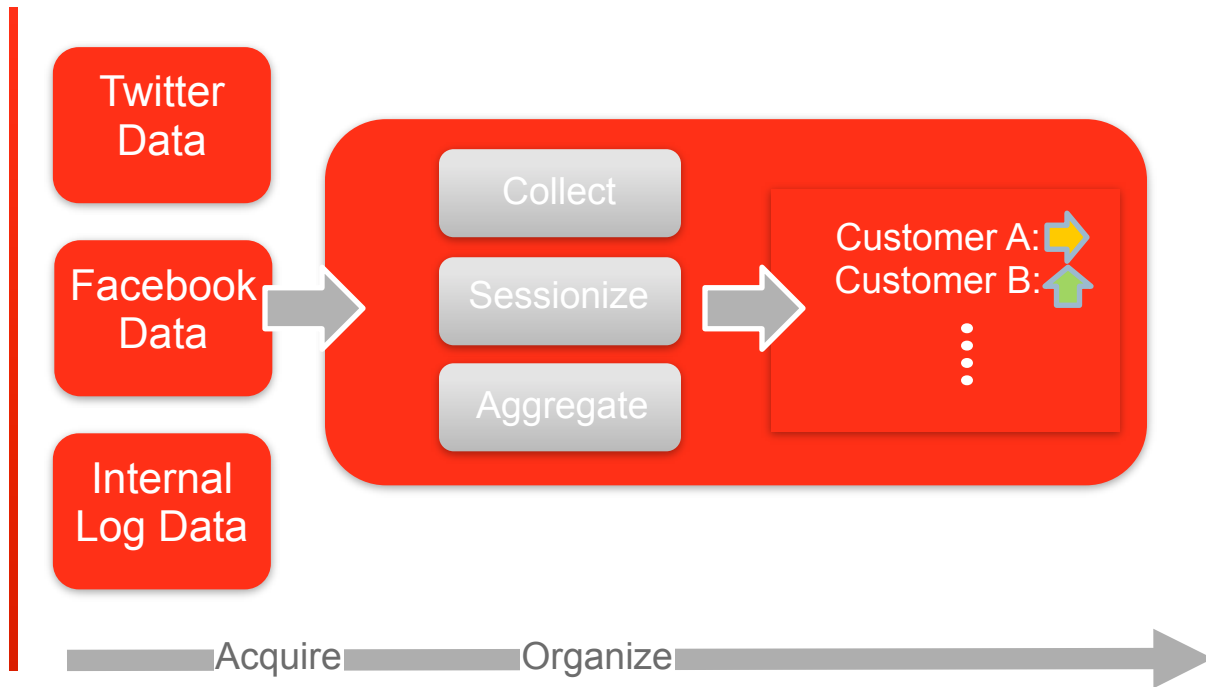 Twitter
Data
Facebook
Data
Internal
Log Data
Collect
Sessionize
Aggregate
Customer A:
Customer B:
Acquire
Organize